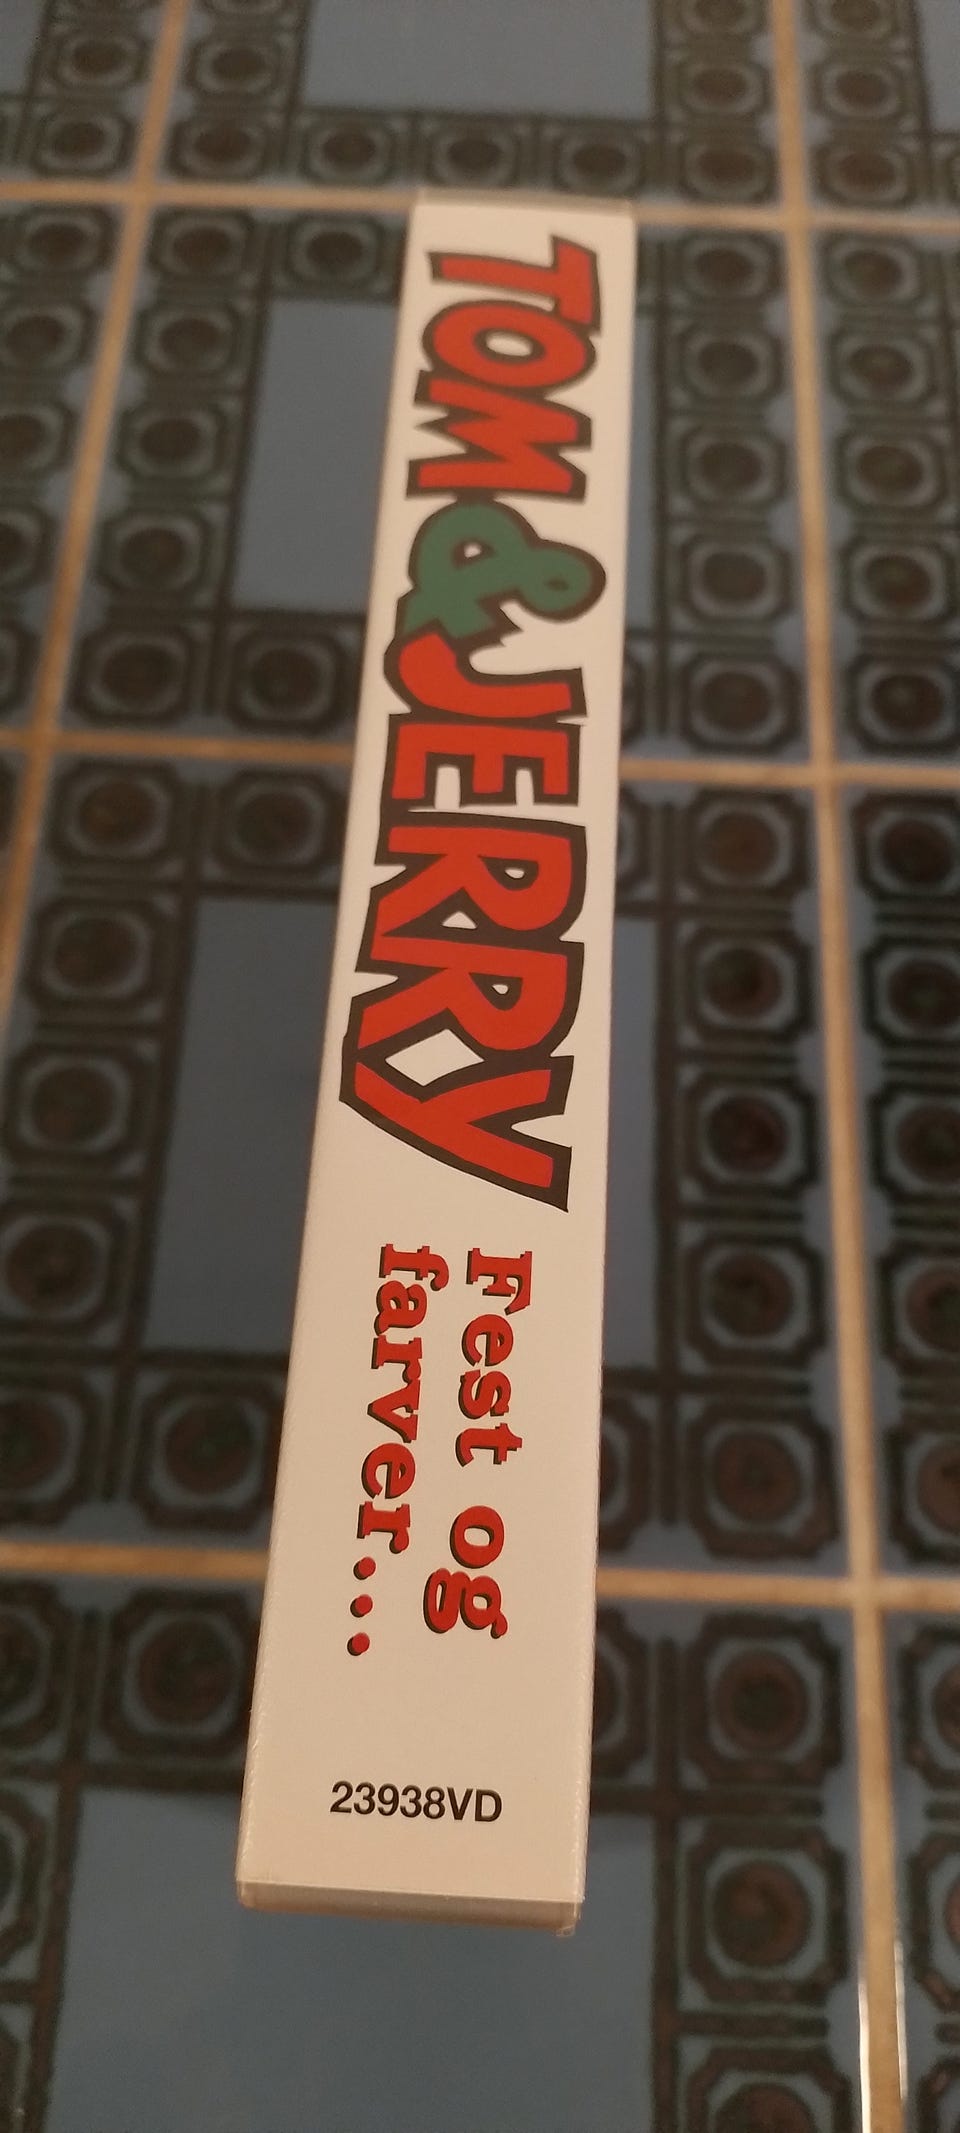 TOM & JERRY
Fest og
farver...
23938VD